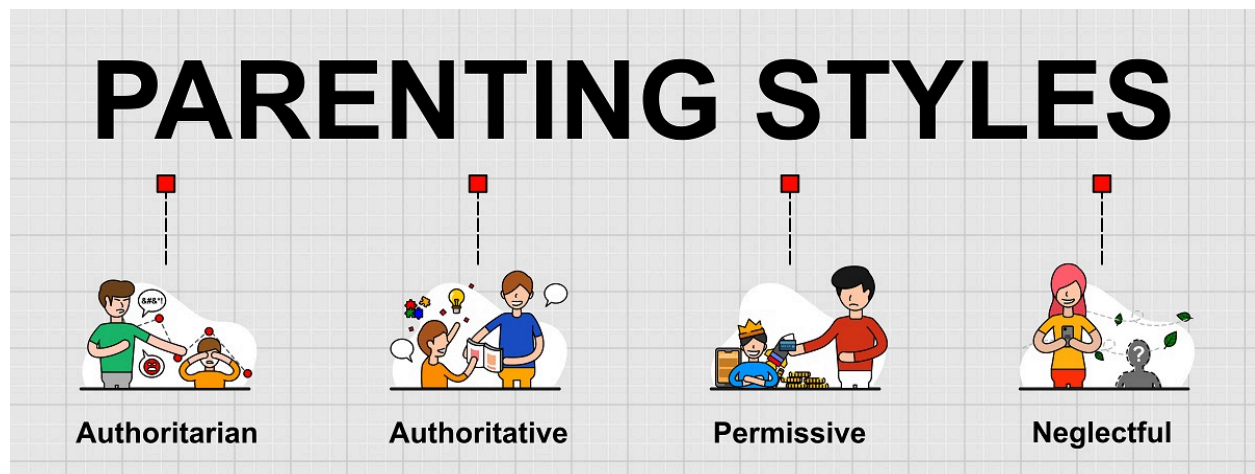 PARENTING STYLES
&#&*!
?
Authoritarian
Authoritative
Permissive
Neglectful